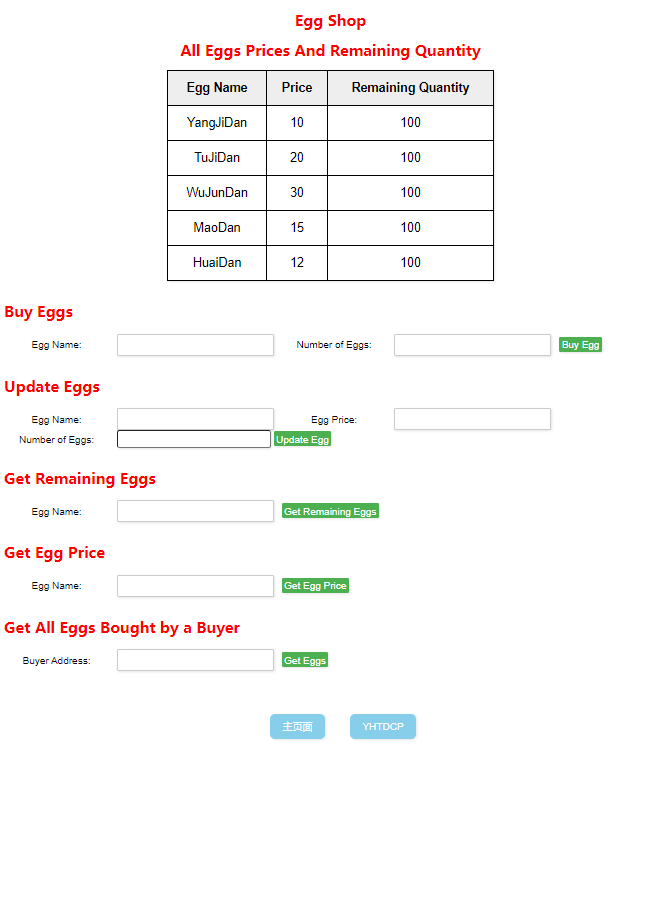 Egg Shop
All Eggs Prices And Remaining Quantity
Egg Name Price Remaining Quantity
YangJiDan 10 100
TuJiDan 20 100
WuJunDan 30 100
MaoDan 15 100
HuaiDan 12 100
Buy Eggs
Egg Name: Number of Eggs: Buy Egg
Update Eggs
Egg Name: Egg Price:
Number of Eggs: Update Egg
Get Remaining Eggs
Egg Name: Get Remaining Eggs
Get Egg Price
Egg Name: Get Egg Price
Get All Eggs Bought by a Buyer
Buyer Address: Get Eggs
主页面 YHTDCP